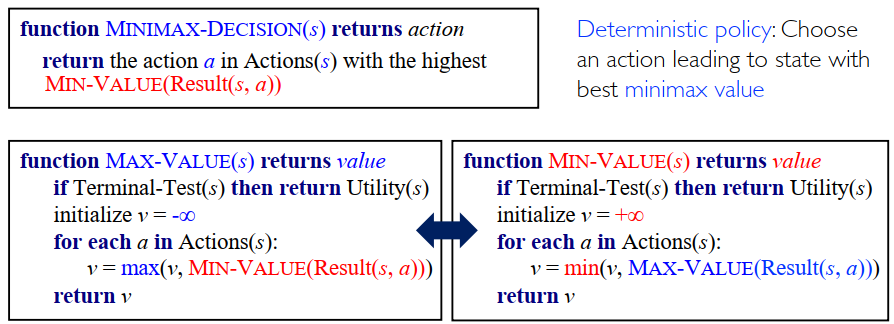 function MINIMAX-DECISION(s) returns action
return the action a in Actions(s) with the highest
MIN-VALUE(Result(s, a))
Deterministic policy: Choose
an action leading to state with
best minimax value
function MAX-VALUE(s) returns value
if Terminal-Test(s) then return Utility(s)
initialize v = -∞
for each a in Actions(s):
v = max(v, MIN-VALUE(Result(s, a)))
return v
function MIN-VALUE(s) returns value
if Terminal-Test(s) then return Utility(s)
initialize v = +∞
for each a in Actions(s):
v = min(v, MAX-VALUE(Result(s, a)))
return v